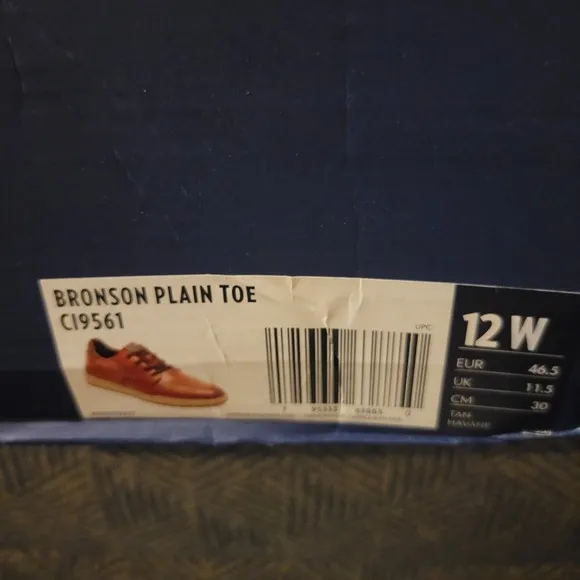 BRONSON PLAIN TOE
CI9561
UPC
12 W
EUR 46.5
UK 11.5
CM 30
TAN
HAVANE